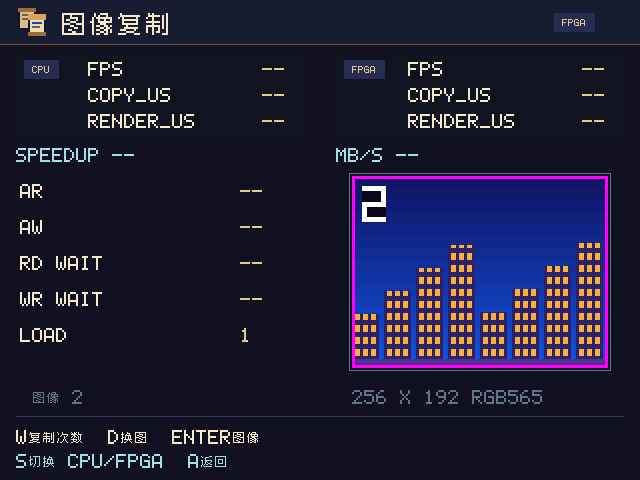 图像复制 FPGA
CPU FPS -- FPGA FPS --
COPY_US -- COPY_US --
RENDER_US -- RENDER_US --
SPEEDUP -- MB/S --
AR --
2
AW --
RD WAIT --
WR WAIT --
LOAD 1
图像 2 256 X 192 RGB565
W复制次数 D换图 ENTER图像
S切换 CPU/FPGA A返回